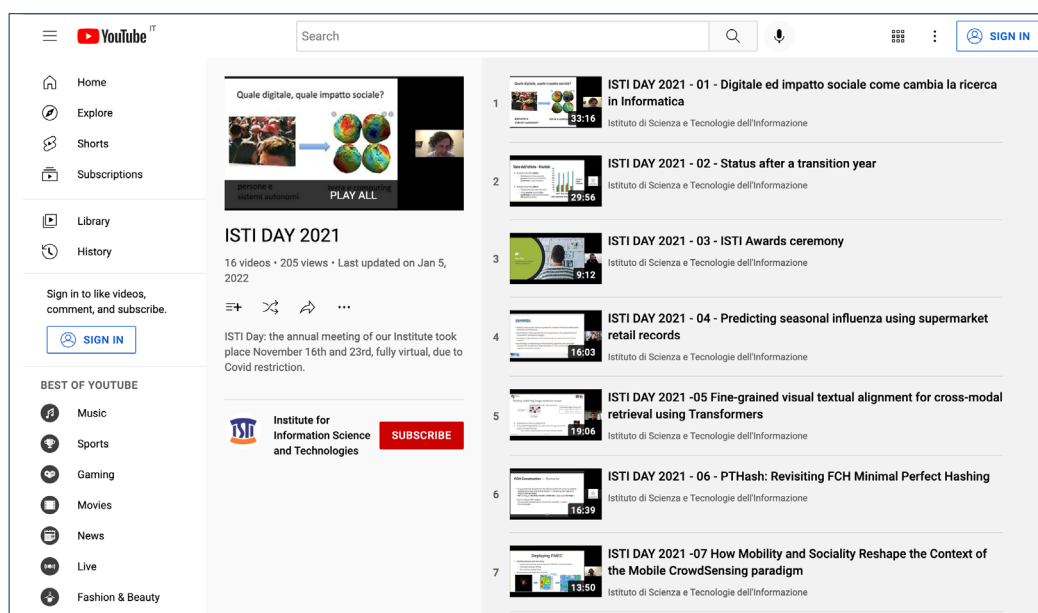 YouTube IT
Search
SIGN IN
Home
Explore
Shorts
Subscriptions
Library
History
Sign in to like videos,
comment, and subscribe.
SIGN IN
BEST OF YOUTUBE
Music
Sports
Gaming
Movies
News
Live
Fashion & Beauty
Quale digitale, quale impatto sociale?
persone e
sistemi autonomi
terra e computing
PLAY ALL
ISTI DAY 2021
16 videos • 205 views • Last updated on Jan 5,
2022
ISTI Day: the annual meeting of our Institute took
place November 16th and 23rd, fully virtual, due to
Covid restriction.
ISTI
Institute for
Information Science
and Technologies
SUBSCRIBE
1
Quale digitale, quale impatto sociale?
33:16
ISTI DAY 2021 - 01 - Digitale ed impatto sociale come cambia la ricerca
in Informatica
Istituto di Scienza e Tecnologie dell'Informazione
2
29:56
ISTI DAY 2021 - 02 - Status after a transition year
Istituto di Scienza e Tecnologie dell'Informazione
3
9:12
ISTI DAY 2021 - 03 - ISTI Awards ceremony
Istituto di Scienza e Tecnologie dell'Informazione
4
16:03
ISTI DAY 2021 - 04 - Predicting seasonal influenza using supermarket
retail records
Istituto di Scienza e Tecnologie dell'Informazione
5
19:06
ISTI DAY 2021 -05 Fine-grained visual textual alignment for cross-modal
retrieval using Transformers
Istituto di Scienza e Tecnologie dell'Informazione
6
16:39
ISTI DAY 2021 - 06 - PTHash: Revisiting FCH Minimal Perfect Hashing
Istituto di Scienza e Tecnologie dell'Informazione
7
Deploying FMEC
13:50
ISTI DAY 2021 -07 How Mobility and Sociality Reshape the Context of
the Mobile CrowdSensing paradigm
Istituto di Scienza e Tecnologie dell'Informazione